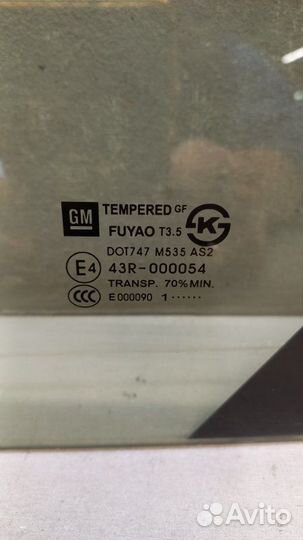 GM TEMPERED GF
FUYAO T3.5 K
DOT747 M535 AS2
E4 43R-000054
CCC TRANSP. 70% MIN.
E000090 1······
Avito